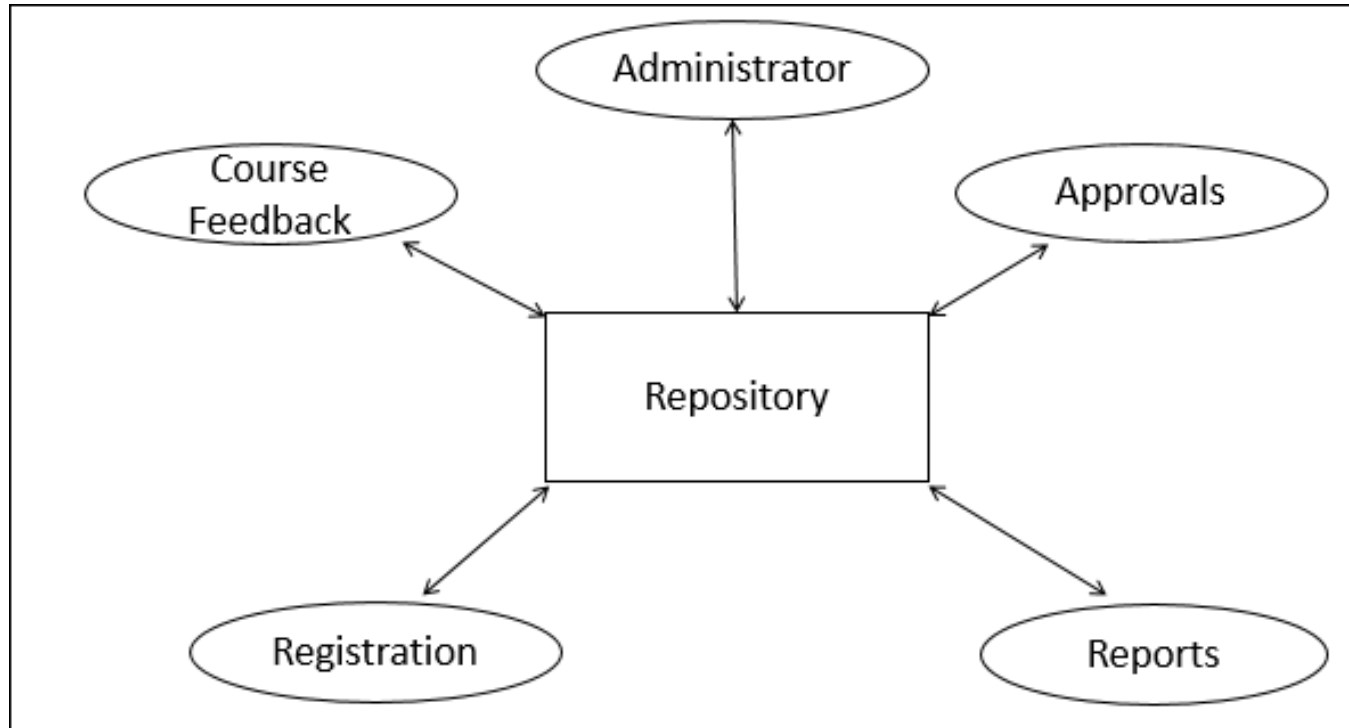 Administrator
Course
Feedback
Approvals
Repository
Registration
Reports